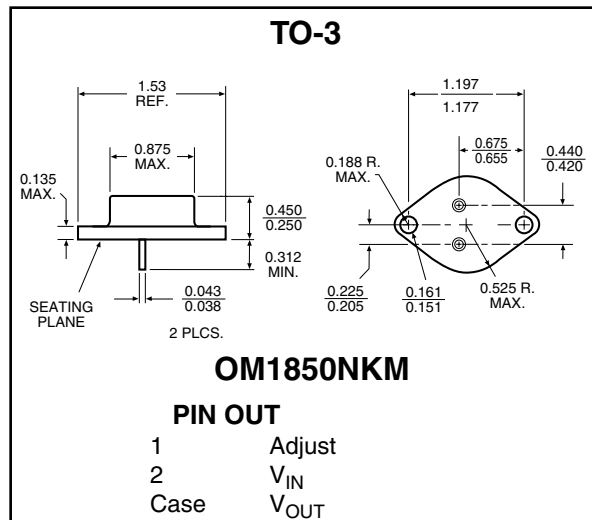 TO-3
1.53
REF.
0.875
MAX.
0.135
MAX.
0.450
0.250
0.312
MIN.
SEATING
PLANE
0.043
0.038
2 PLCS.
1.197
1.177
0.675
0.655
0.440
0.420
0.188 R.
MAX.
0.225
0.205
0.161
0.151
0.525 R.
MAX.
OM1850NKM
PIN OUT
1 Adjust
2 VIN
Case VOUT